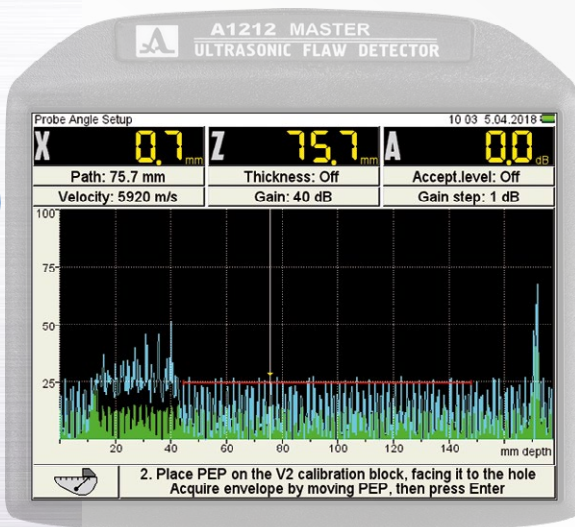 A1212 MASTER
ULTRASONIC FLAW DETECTOR
Probe Angle Setup
10 03 5.04.2018
X 0.7 mm
Z 75.7 mm
A 0.0 dB
Path: 75.7 mm
Thickness: Off
Accept.level: Off
Velocity: 5920 m/s
Gain: 40 dB
Gain step: 1 dB
100
75
50
25
20 40 60 80 100 120 140 mm depth
2. Place PEP on the V2 calibration block, facing it to the hole
Acquire envelope by moving PEP, then press Enter